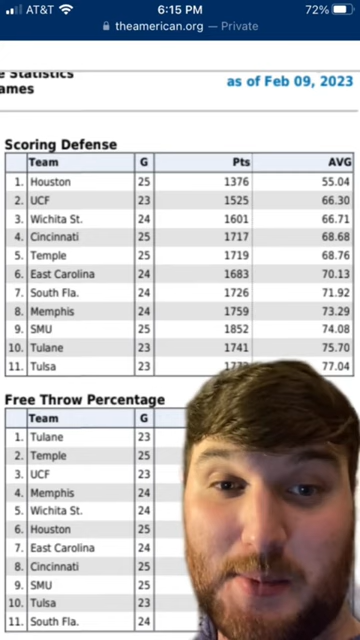 AT&T 6:15 PM 72%
theamerican.org — Private
e Statistics
ames
as of Feb 09, 2023
Scoring Defense
Team G Pts AVG
1. Houston 25 1376 55.04
2. UCF 23 1525 66.30
3. Wichita St. 24 1601 66.71
4. Cincinnati 25 1717 68.68
5. Temple 25 1719 68.76
6. East Carolina 24 1683 70.13
7. South Fla. 24 1726 71.92
8. Memphis 24 1759 73.29
9. SMU 25 1852 74.08
10. Tulane 23 1741 75.70
11. Tulsa 23 77.04
Free Throw Percentage
Team G
1. Tulane 23
2. Temple 25
3. UCF 23
4. Memphis 24
5. Wichita St. 24
6. Houston 25
7. East Carolina 24
8. Cincinnati 25
9. SMU 25
10. Tulsa 23
11. South Fla. 24